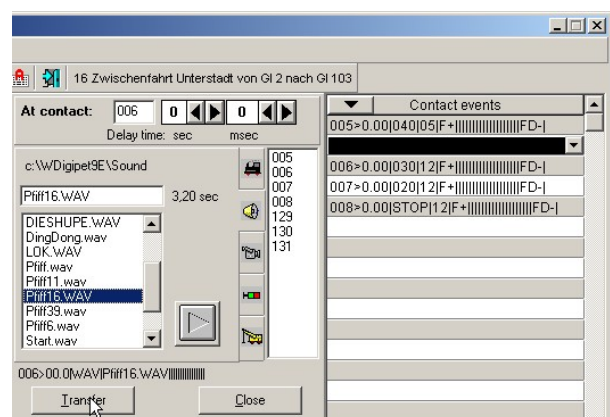 16 Zwischenfahrt Unterstadt von Gl 2 nach Gl 103
At contact: 006 0 0
Delay time: sec msec
c:\WDigipet9E\Sound
Pfiff16.WAV 3,20 sec
DIESHUPE.WAV
DingDong.wav
LOK.WAV
Pfiff.wav
Pfiff11.wav
Pfiff16.WAV
Pfiff39.wav
Pfiff6.wav
Start.wav
005
006
007
008
129
130
131
006>00.0|WAV|Pfiff16.WAV||||||||||||
Transfer Close
Contact events
005>0.00|040|05|F+||||||||||||||||||FD-|
006>0.00|030|12|F+||||||||||||||||||FD-|
007>0.00|020|12|F+||||||||||||||||||FD-|
008>0.00|STOP|12|F+||||||||||||||||||FD-|